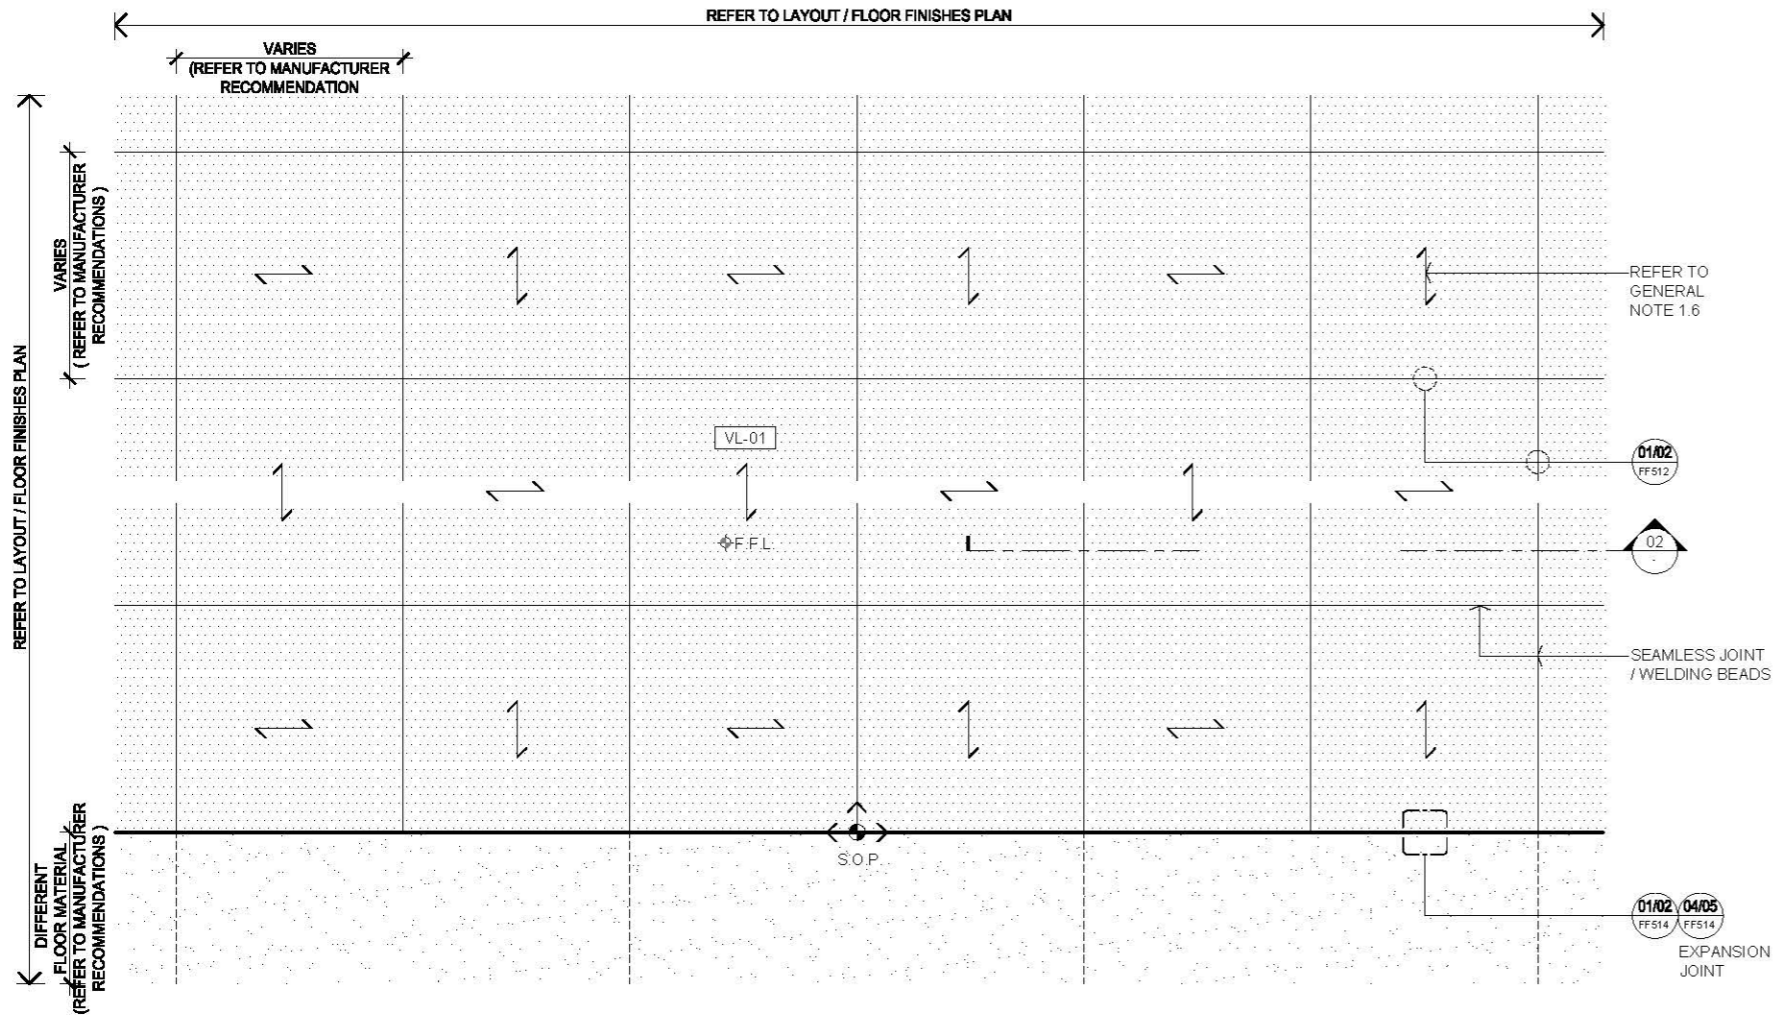 REFER TO LAYOUT / FLOOR FINISHES PLAN
VARIES
(REFER TO MANUFACTURER
RECOMMENDATION
REFER TO LAYOUT / FLOOR FINISHES PLAN
VARIES
( REFER TO MANUFACTURER
RECOMMENDATIONS )
REFER TO
GENERAL
NOTE 1.6
VL-01
01/02
FF512
F.F.L.
02
-
SEAMLESS JOINT
/ WELDING BEADS
S.O.P.
DIFFERENT
FLOOR MATERIAL
(REFER TO MANUFACTURER
RECOMMENDATIONS )
01/02 04/05
FF514 FF514
EXPANSION
JOINT